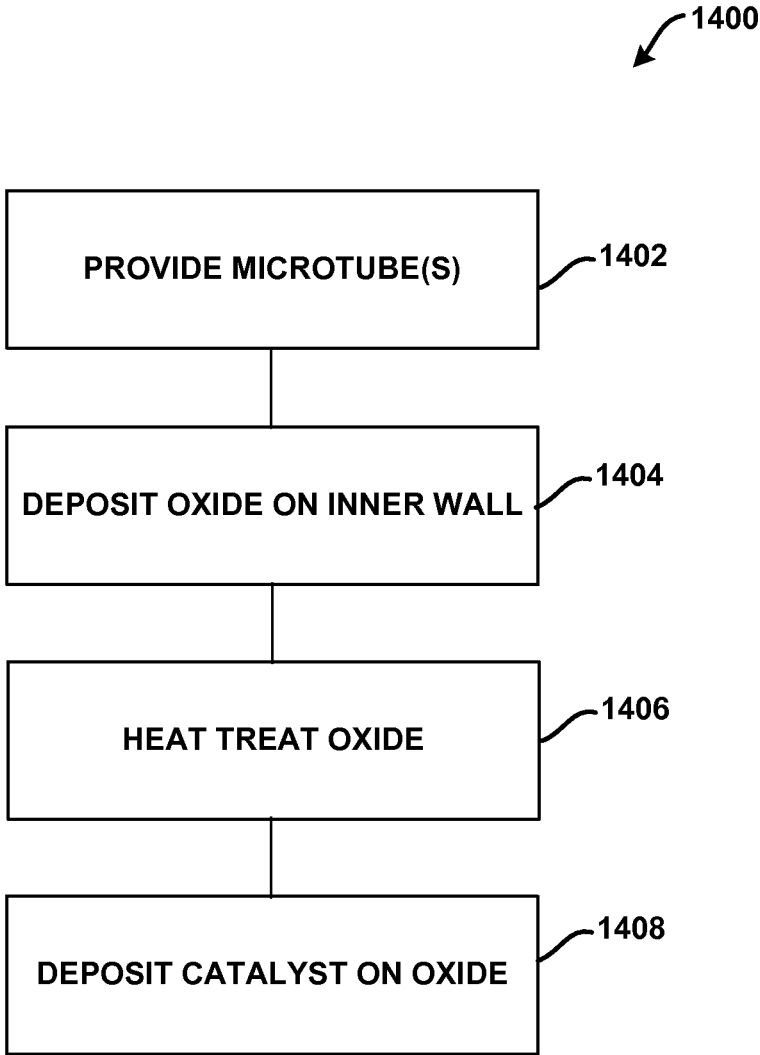 1400
PROVIDE MICROTUBE(S)
1402
DEPOSIT OXIDE ON INNER WALL
1404
HEAT TREAT OXIDE
1406
DEPOSIT CATALYST ON OXIDE
1408